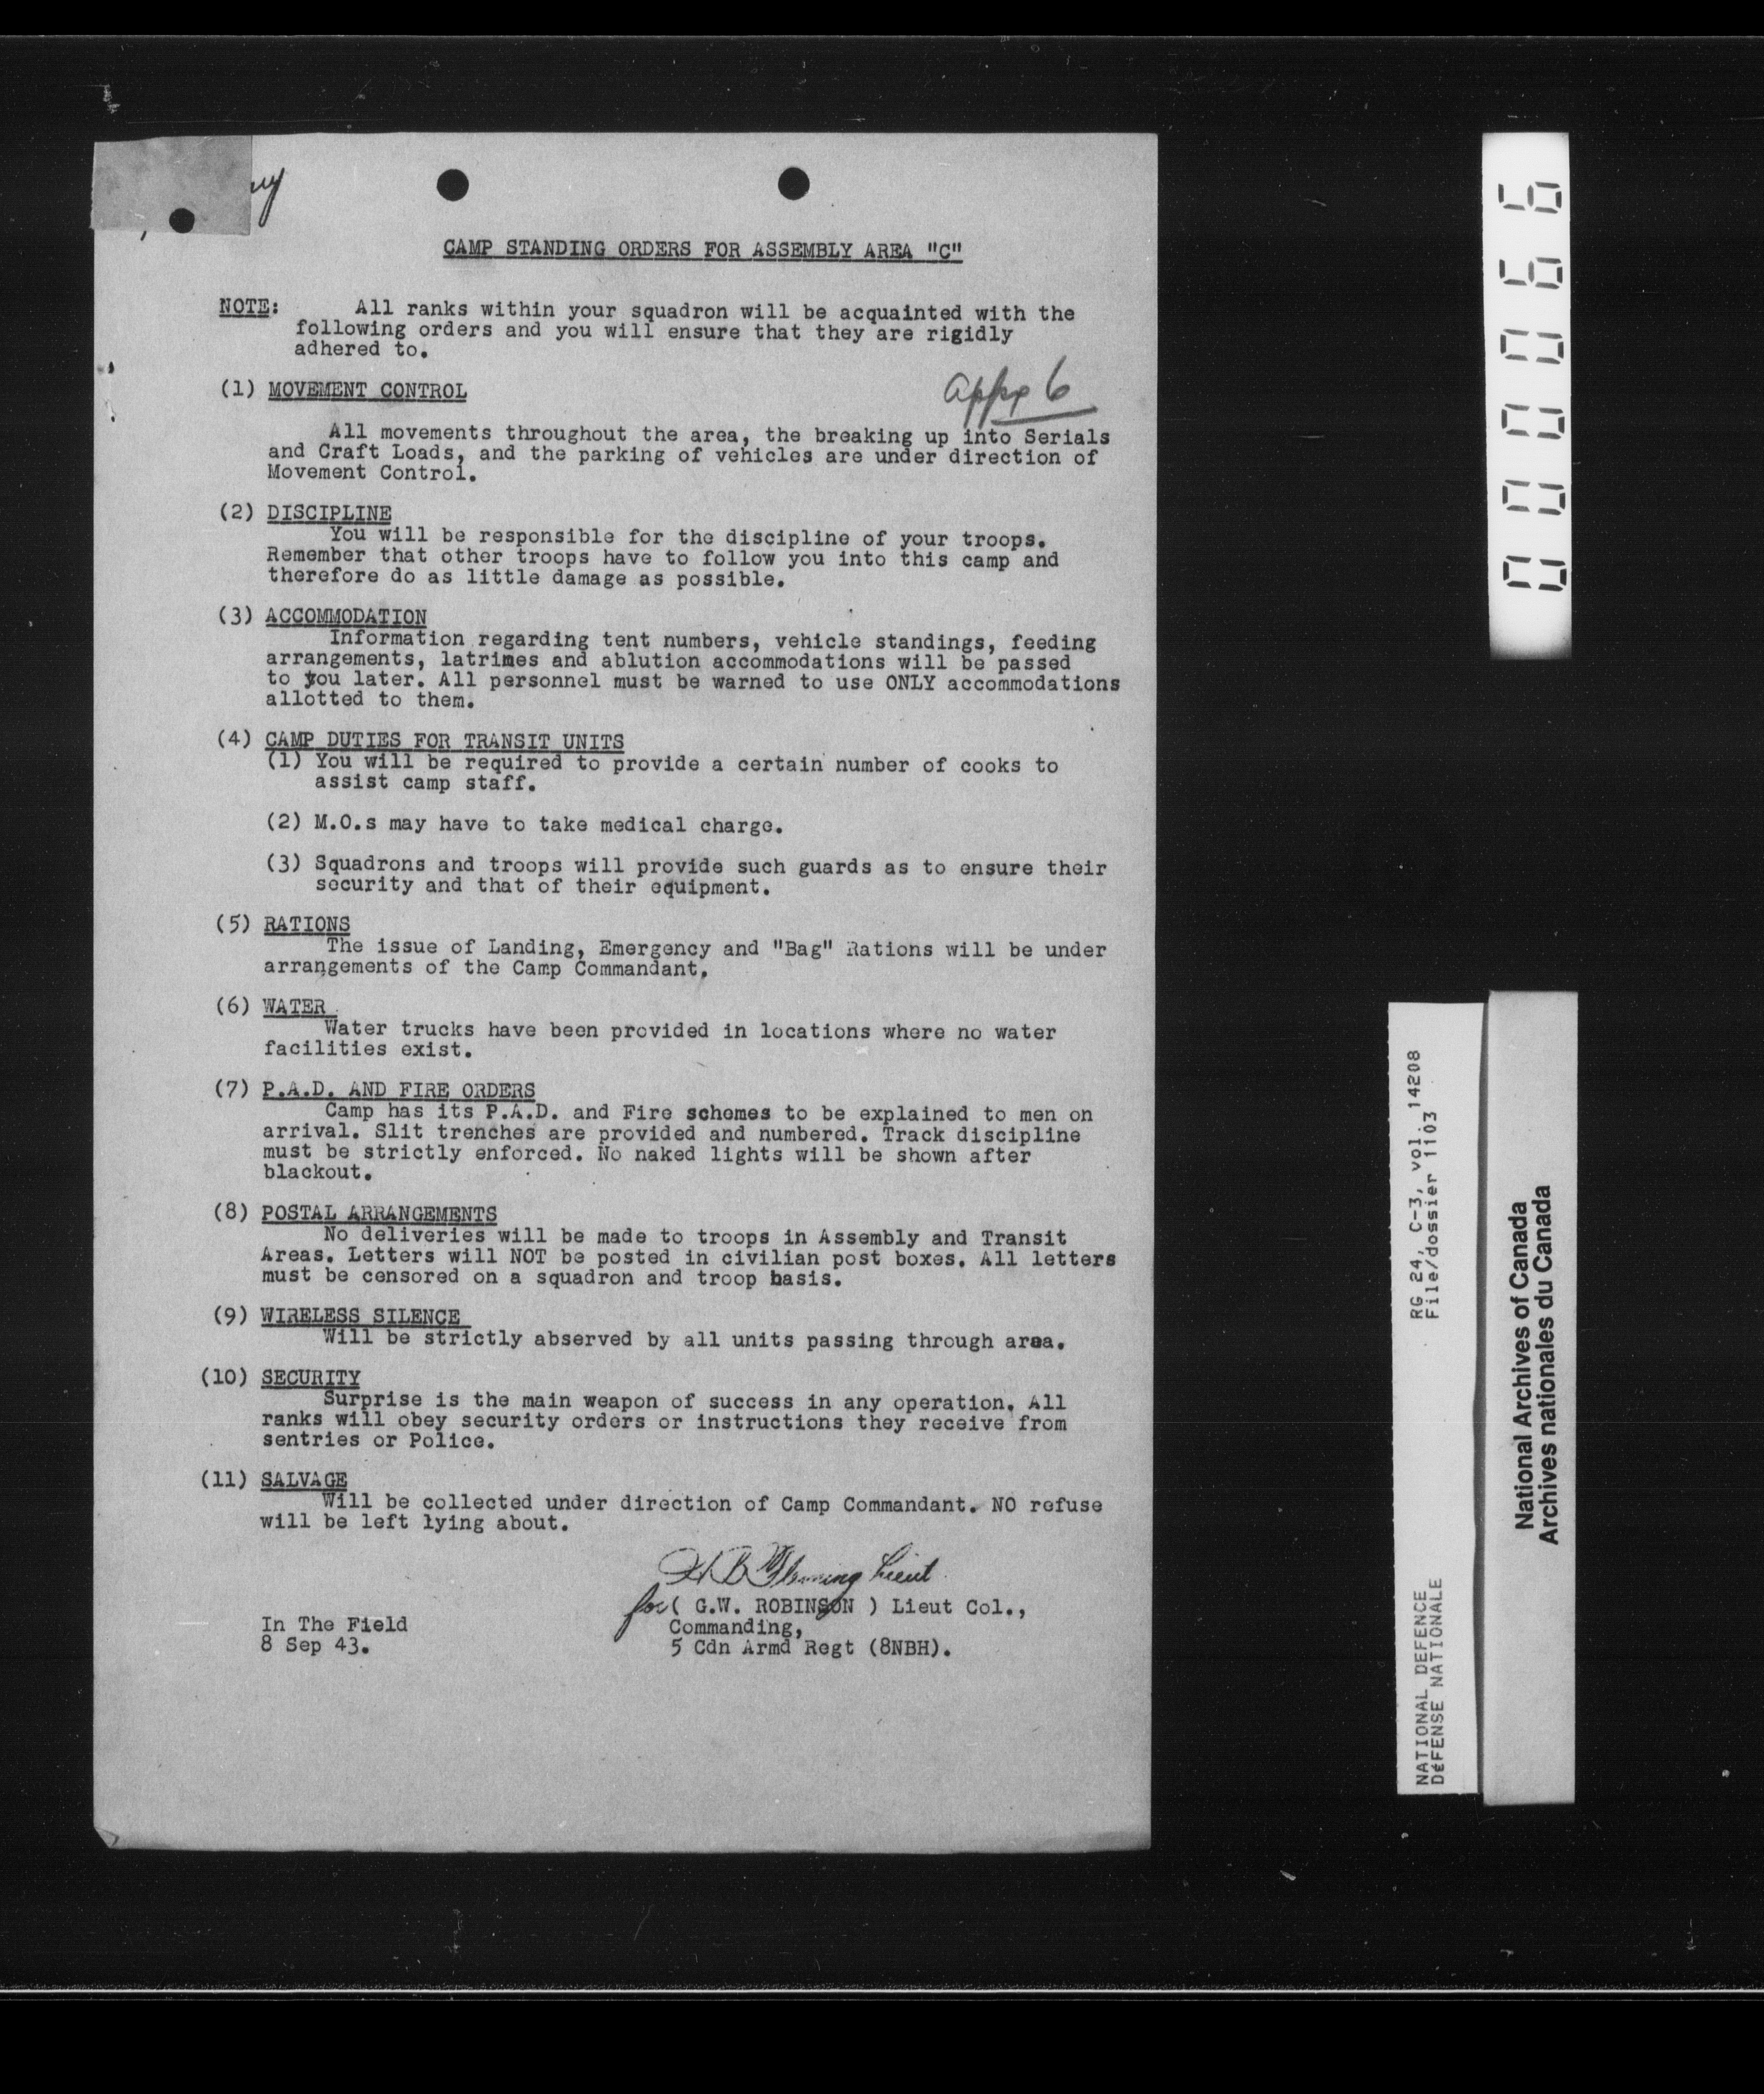 CAMP STANDING ORDERS FOR ASSEMBLY AREA "C"
NOTE: All ranks within your squadron will be acquainted with the
following orders and you will ensure that they are rigidly
adhered to.
Appx 6
(1) MOVEMENT CONTROL
All movements throughout the area, the breaking up into Serials
and Craft Loads, and the parking of vehicles are under direction of
Movement Control.
(2) DISCIPLINE
You will be responsible for the discipline of your troops.
Remember that other troops have to follow you into this camp and
therefore do as little damage as possible.
(3) ACCOMMODATION
Information regarding tent numbers, vehicle standings, feeding
arrangements, latrines and ablution accommodations will be passed
to you later. All personnel must be warned to use ONLY accommodations
allotted to them.
(4) CAMP DUTIES FOR TRANSIT UNITS
(1) You will be required to provide a certain number of cooks to
assist camp staff.
(2) M.O.s may have to take medical charge.
(3) Squadrons and troops will provide such guards as to ensure their
security and that of their equipment.
(5) RATIONS
The issue of Landing, Emergency and "Bag" Rations will be under
arrangements of the Camp Commandant.
(6) WATER
Water trucks have been provided in locations where no water
facilities exist.
(7) P.A.D. AND FIRE ORDERS
Camp has its P.A.D. and Fire schemes to be explained to men on
arrival. Slit trenches are provided and numbered. Track discipline
must be strictly enforced. No naked lights will be shown after
blackout.
(8) POSTAL ARRANGEMENTS
No deliveries will be made to troops in Assembly and Transit
Areas. Letters will NOT be posted in civilian post boxes. All letters
must be censored on a squadron and troop basis.
(9) WIRELESS SILENCE
Will be strictly absorved by all units passing through area.
(10) SECURITY
Surprise is the main weapon of success in any operation. All
ranks will obey security orders or instructions they receive from
sentries or Police.
(11) SALVAGE
Will be collected under direction of Camp Commandant. NO refuse
will be left lying about.
H B Fleming Lieut
for ( G.W. ROBINSON ) Lieut Col.,
Commanding,
5 Cdn Armd Regt (8NBH).
In The Field
8 Sep 43.
000066
RG 24, C-3, vol. 14208
File/dossier 1103
NATIONAL DEFENCE
DÉFENSE NATIONALE
National Archives of Canada
Archives nationales du Canada